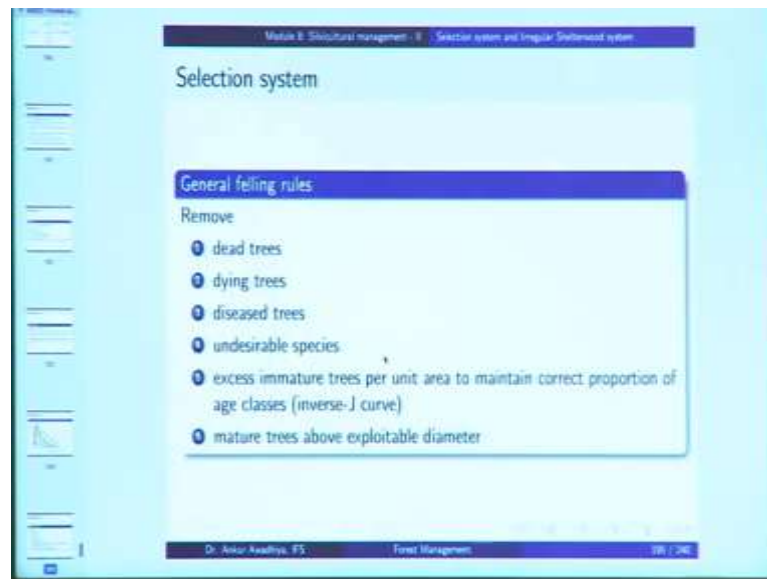 Module 8: Silvicultural management - II Selection system and Irregular Shelterwood system
Selection system
General felling rules
Remove
dead trees
dying trees
diseased trees
undesirable species
excess immature trees per unit area to maintain correct proportion of
age classes (inverse-J curve)
mature trees above exploitable diameter
Dr. Ankur Awadhiya, IFS Forest Management